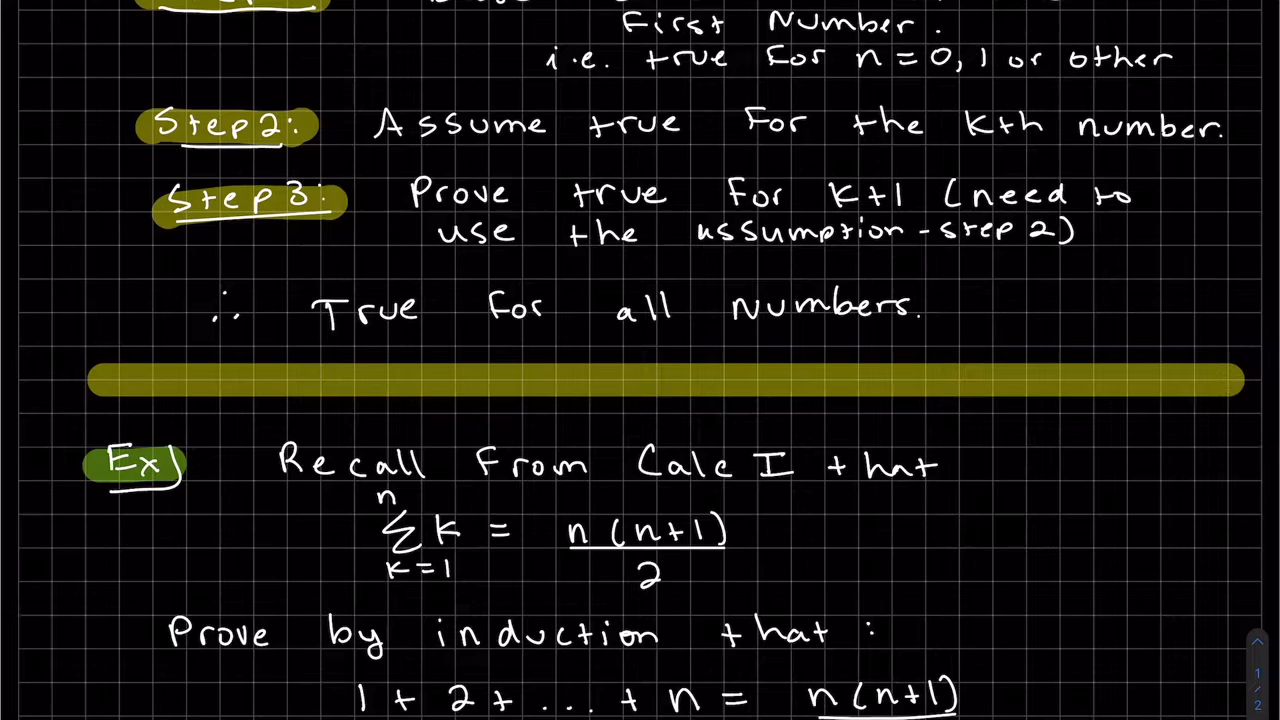 First Number.
i.e. true for n = 0, 1 or other
Step 2: Assume true for the kth number.
Step 3: Prove true for k+1 (need to
use the assumption - step 2)
∴ True for all numbers.
Ex) Recall from Calc I that
n
∑ k = n(n+1)
k=1 2
Prove by induction that:
1 + 2 + ... + n = n(n+1)
1 / 2